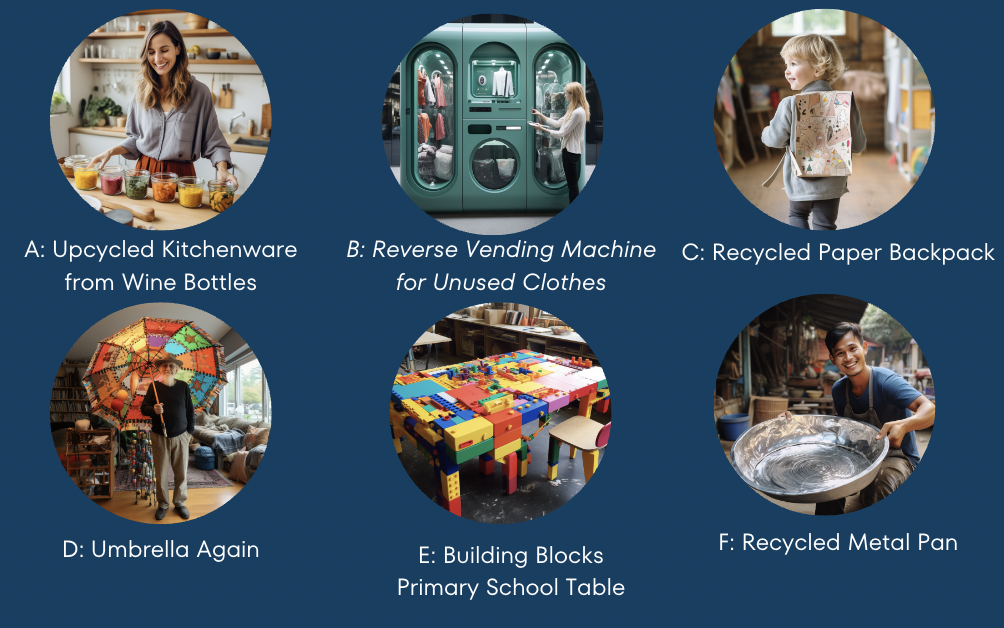 A: Upcycled Kitchenware
from Wine Bottles
B: Reverse Vending Machine
for Unused Clothes
C: Recycled Paper Backpack
D: Umbrella Again
E: Building Blocks
Primary School Table
F: Recycled Metal Pan